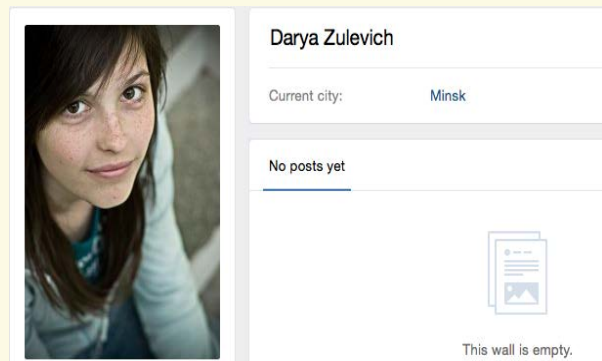 Darya Zulevich
Current city: Minsk
No posts yet
This wall is empty.